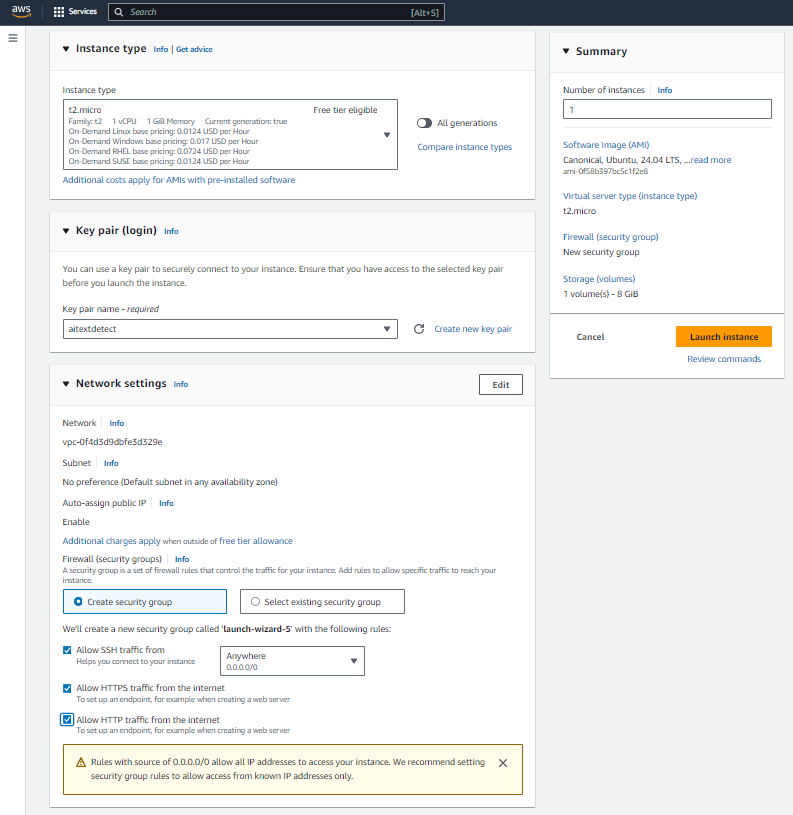 aws
Services
Search
[Alt+S]
Instance type Info | Get advice
Instance type
t2.micro Free tier eligible
Family: t2 1 vCPU 1 GiB Memory Current generation: true
On-Demand Linux base pricing: 0.0124 USD per Hour
On-Demand Windows base pricing: 0.017 USD per Hour
On-Demand RHEL base pricing: 0.0724 USD per Hour
On-Demand SUSE base pricing: 0.0124 USD per Hour
All generations
Compare instance types
Additional costs apply for AMIs with pre-installed software
Key pair (login) Info
You can use a key pair to securely connect to your instance. Ensure that you have access to the selected key pair
before you launch the instance.
Key pair name - required
aitextdetect
Create new key pair
Network settings Info
Edit
Network Info
vpc-0f4d3d9dbfe3d329e
Subnet Info
No preference (Default subnet in any availability zone)
Auto-assign public IP Info
Enable
Additional charges apply when outside of free tier allowance
Firewall (security groups) Info
A security group is a set of firewall rules that control the traffic for your instance. Add rules to allow specific traffic to reach your
instance.
Create security group
Select existing security group
We'll create a new security group called 'launch-wizard-5' with the following rules:
Allow SSH traffic from
Helps you connect to your instance
Anywhere
0.0.0.0/0
Allow HTTPS traffic from the internet
To set up an endpoint, for example when creating a web server
Allow HTTP traffic from the internet
To set up an endpoint, for example when creating a web server
Rules with source of 0.0.0.0/0 allow all IP addresses to access your instance. We recommend setting
security group rules to allow access from known IP addresses only.
Summary
Number of instances Info
1
Software Image (AMI)
Canonical, Ubuntu, 24.04 LTS, ...read more
ami-0f58b397bc5c1f2e8
Virtual server type (instance type)
t2.micro
Firewall (security group)
New security group
Storage (volumes)
1 volume(s) - 8 GiB
Cancel
Launch instance
Review commands